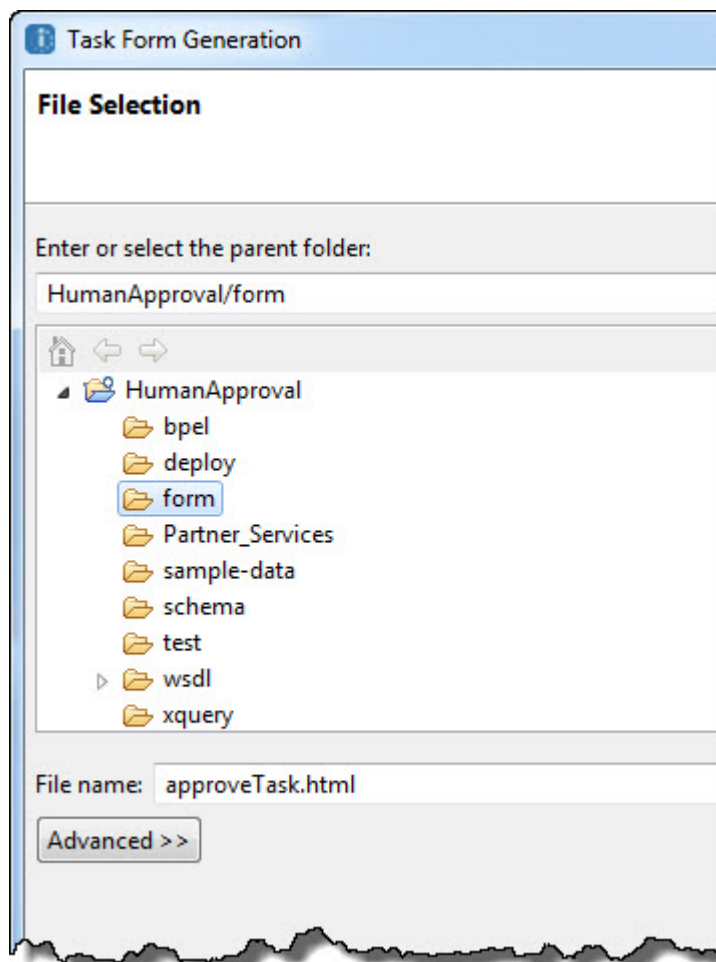 Task Form Generation
File Selection
Enter or select the parent folder:
HumanApproval/form
HumanApproval
bpel
deploy
form
Partner_Services
sample-data
schema
test
wsdl
xquery
File name: approveTask.html
Advanced >>